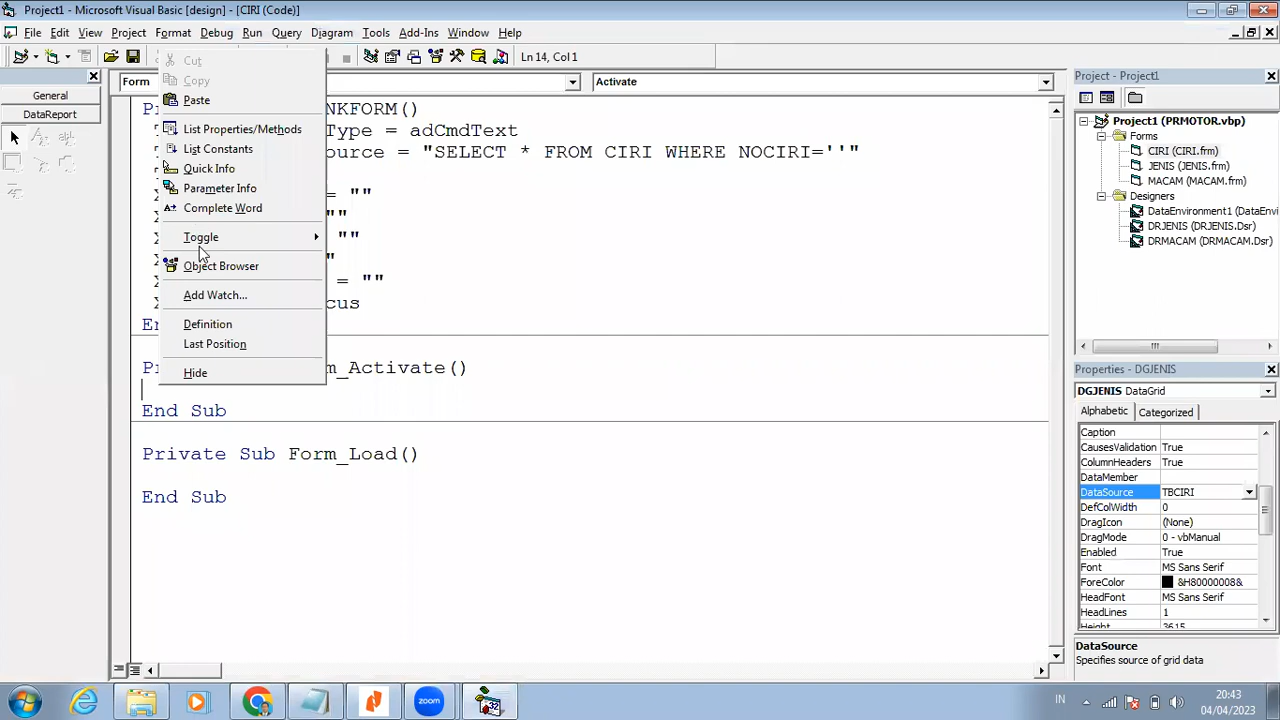 Project1 - Microsoft Visual Basic [design] - [CIRI (Code)]
File Edit View Project Format Debug Run Query Diagram Tools Add-Ins Window Help
Ln 14, Col 1
General
DataReport
Form
Activate
NKFORM()
Type = adCmdText
ource = "SELECT * FROM CIRI WHERE NOCIRI=''"
= ""
""
= ""
"
= ""
cus
Form_Activate()
End Sub
Private Sub Form_Load()
End Sub
Cut
Copy
Paste
List Properties/Methods
List Constants
Quick Info
Parameter Info
Complete Word
Toggle
Object Browser
Add Watch...
Definition
Last Position
Hide
Project - Project1
Project1 (PRMOTOR.vbp)
Forms
CIRI (CIRI.frm)
JENIS (JENIS.frm)
MACAM (MACAM.frm)
Designers
DataEnvironment1 (DataEnvi
DRJENIS (DRJENIS.Dsr)
DRMACAM (DRMACAM.Dsr)
Properties - DGJENIS
DGJENIS DataGrid
Alphabetic Categorized
Caption
CausesValidation True
ColumnHeaders True
DataMember
DataSource TBCIRI
DefColWidth 0
DragIcon (None)
DragMode 0 - vbManual
Enabled True
Font MS Sans Serif
ForeColor &H80000008&
HeadFont MS Sans Serif
HeadLines 1
Height 3615
DataSource
Specifies source of grid data
zoom
IN
20:43
04/04/2023